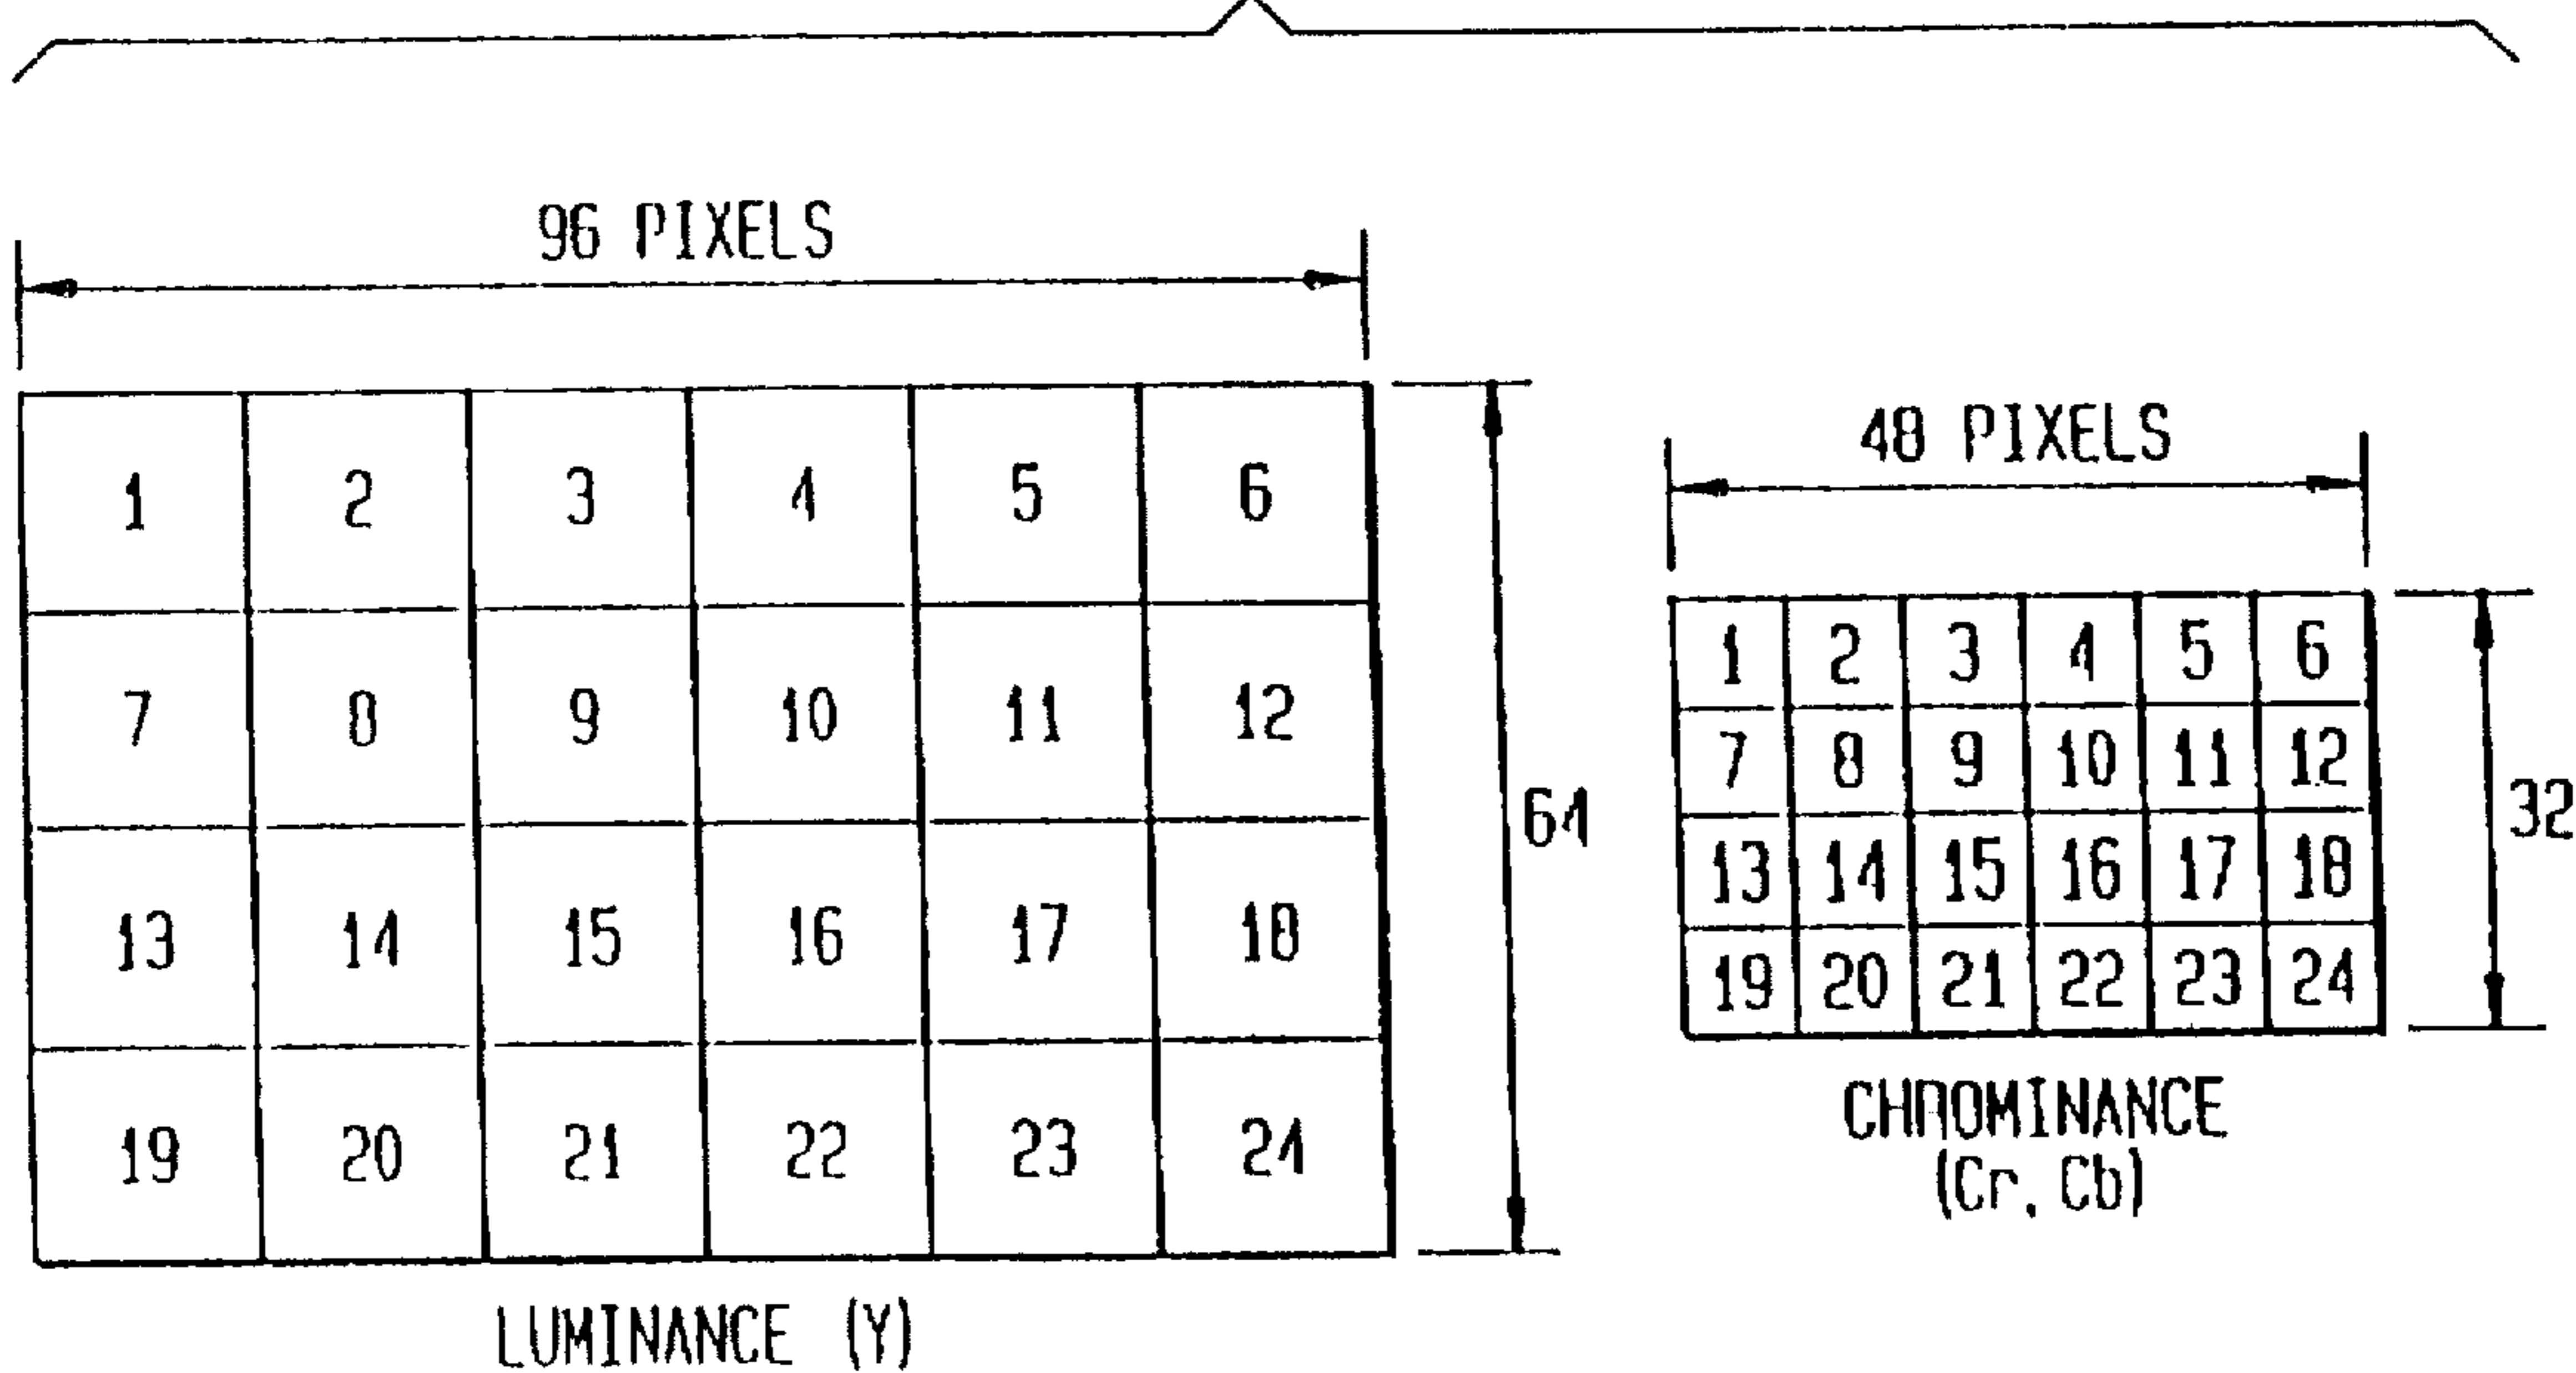 96 PIXELS
1 2 3 4 5 6
7 8 9 10 11 12
13 14 15 16 17 18
19 20 21 22 23 24
64
LUMINANCE (Y)
48 PIXELS
1 2 3 4 5 6
7 8 9 10 11 12
13 14 15 16 17 18
19 20 21 22 23 24
32
CHROMINANCE
(Cr, Cb)